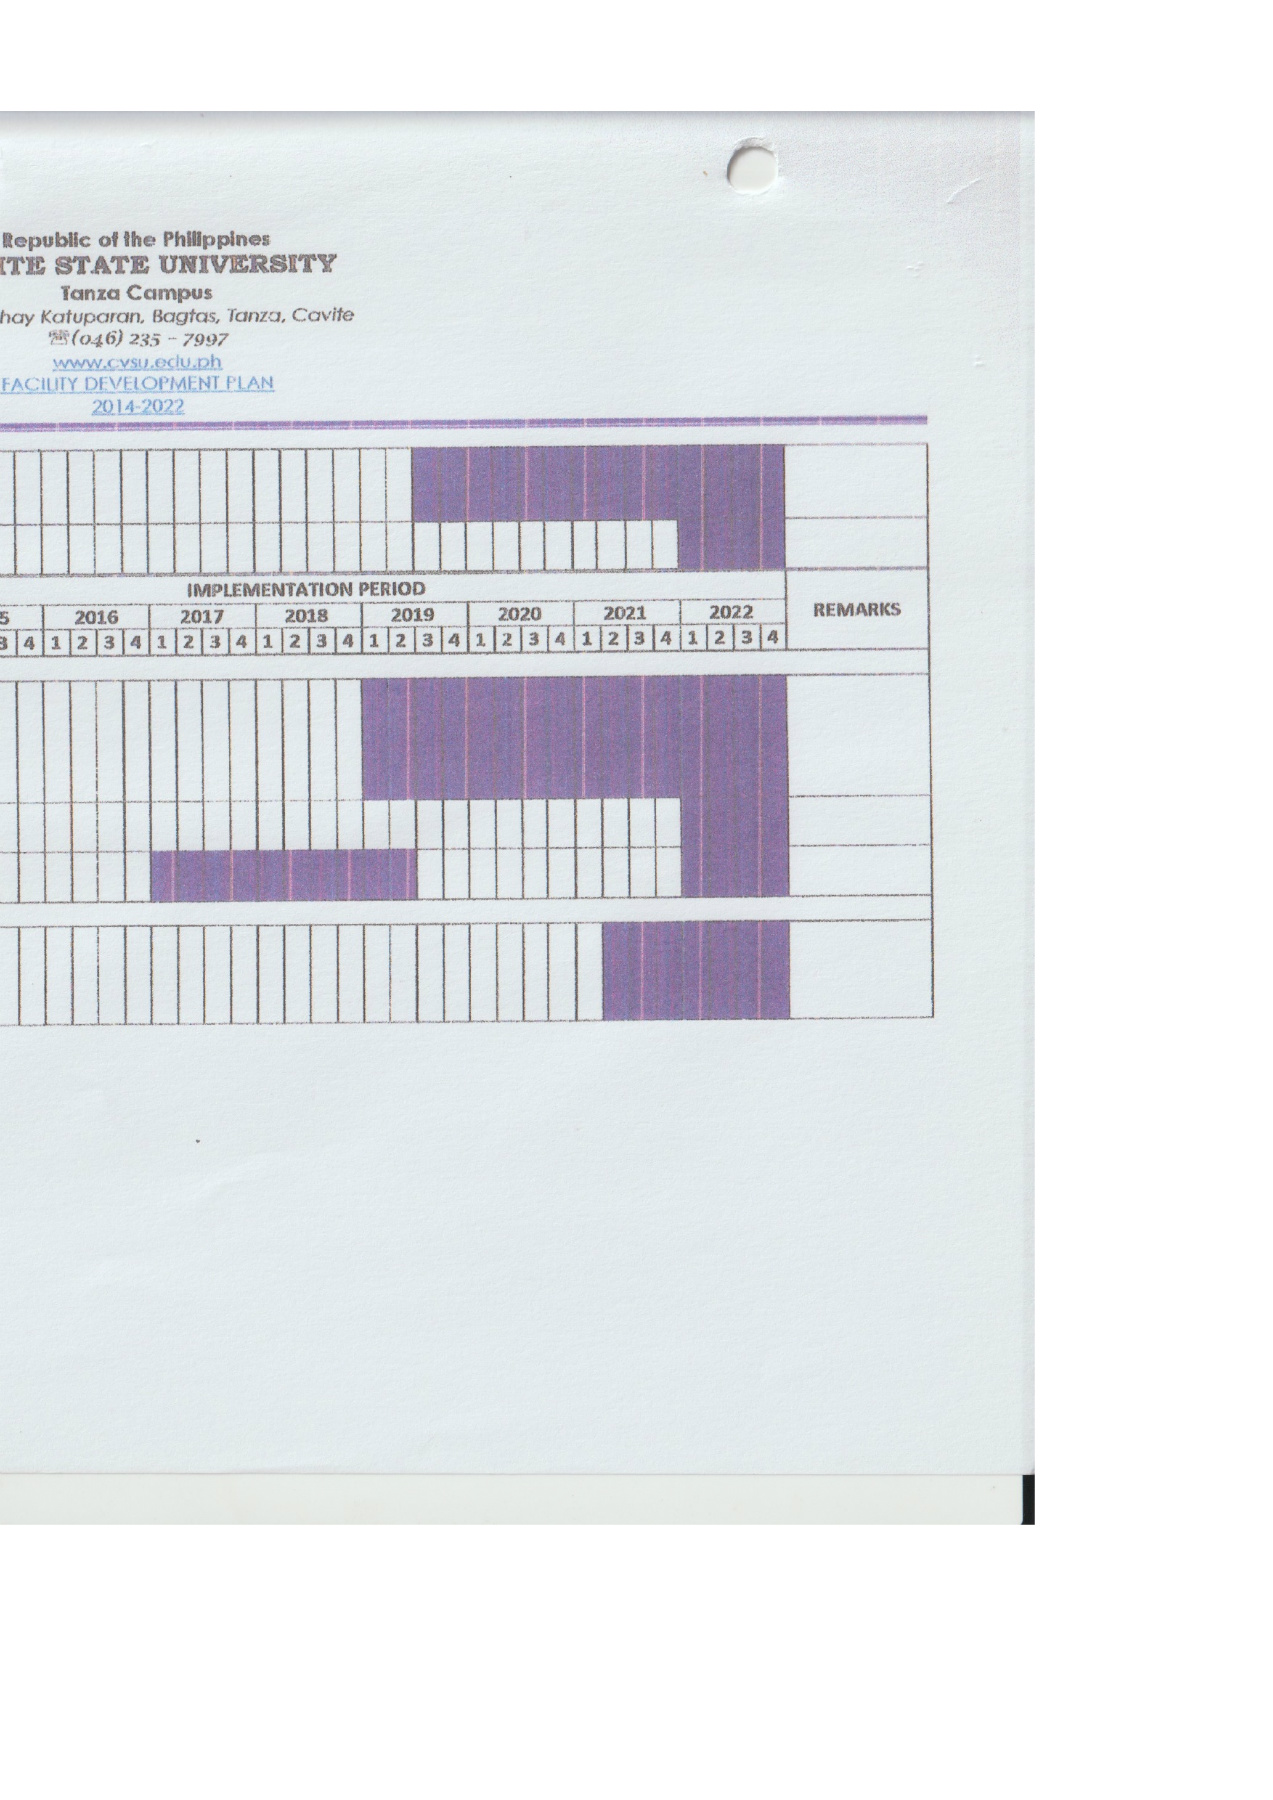 Republic of the Philippines
ITE STATE UNIVERSITY
Tanza Campus
hay Katuparan, Bagtas, Tanza, Cavite
☏(046) 235 – 7997
www.cvsu.edu.ph
FACILITY DEVELOPMENT PLAN
2014-2022
IMPLEMENTATION PERIOD
REMARKS
5 2016 2017 2018 2019 2020 2021 2022
3 4 1 2 3 4 1 2 3 4 1 2 3 4 1 2 3 4 1 2 3 4 1 2 3 4 1 2 3 4